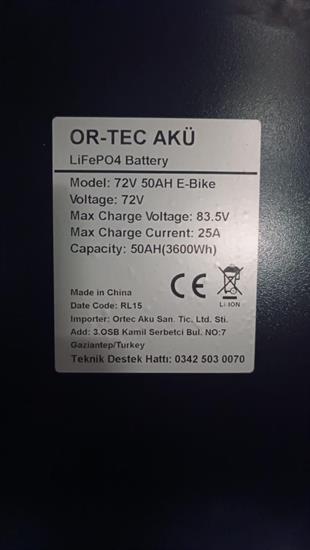 OR-TEC AKÜ
LiFePO4 Battery
Model: 72V 50AH E-Bike
Voltage: 72V
Max Charge Voltage: 83.5V
Max Charge Current: 25A
Capacity: 50AH(3600Wh)
CE
LI-ION
Made in China
Date Code: RL15
Importer: Ortec Aku San. Tic. Ltd. Sti.
Add: 3.OSB Kamil Serbetci Bul. NO:7
Gaziantep/Turkey
Teknik Destek Hattı: 0342 503 0070